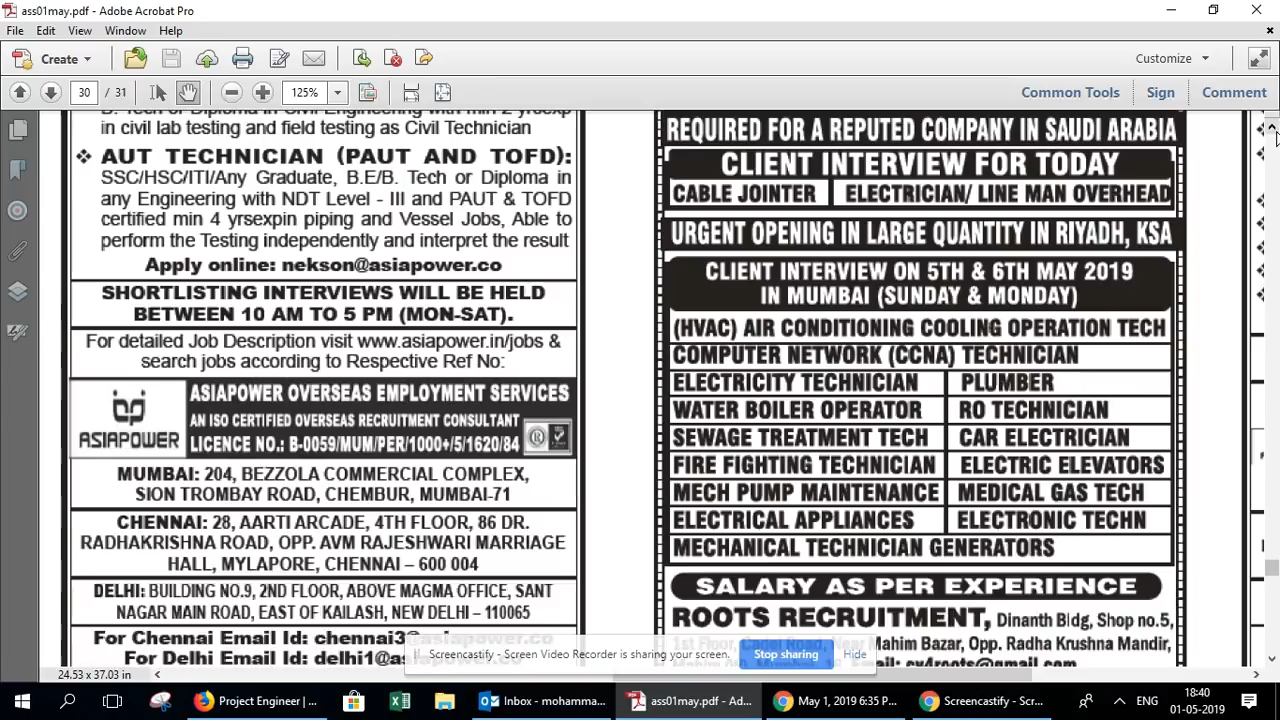 ass01may.pdf - Adobe Acrobat Pro
File Edit View Window Help
Create
Customize
30 / 31
125%
Common Tools Sign Comment
in civil lab testing and field testing as Civil Technician
❖ AUT TECHNICIAN (PAUT AND TOFD):
SSC/HSC/ITI/Any Graduate, B.E/B. Tech or Diploma in
any Engineering with NDT Level - III and PAUT & TOFD
certified min 4 yrsexpin piping and Vessel Jobs, Able to
perform the Testing independently and interpret the result
Apply online: nekson@asiapower.co
SHORTLISTING INTERVIEWS WILL BE HELD
BETWEEN 10 AM TO 5 PM (MON-SAT).
For detailed Job Description visit www.asiapower.in/jobs &
search jobs according to Respective Ref No:
ASIAPOWER
ASIAPOWER OVERSEAS EMPLOYMENT SERVICES
AN ISO CERTIFIED OVERSEAS RECRUITMENT CONSULTANT
LICENCE NO.: B-0059/MUM/PER/1000+/5/1620/84
MUMBAI: 204, BEZZOLA COMMERCIAL COMPLEX,
SION TROMBAY ROAD, CHEMBUR, MUMBAI-71
CHENNAI: 28, AARTI ARCADE, 4TH FLOOR, 86 DR.
RADHAKRISHNA ROAD, OPP. AVM RAJESHWARI MARRIAGE
HALL, MYLAPORE, CHENNAI – 600 004
DELHI: BUILDING NO.9, 2ND FLOOR, ABOVE MAGMA OFFICE, SANT
NAGAR MAIN ROAD, EAST OF KAILASH, NEW DELHI – 110065
For Chennai Email Id: chennai3@asiapower.co
For Delhi Email Id: delhi1@asiapower.co
REQUIRED FOR A REPUTED COMPANY IN SAUDI ARABIA
CLIENT INTERVIEW FOR TODAY
CABLE JOINTER ELECTRICIAN/ LINE MAN OVERHEAD
URGENT OPENING IN LARGE QUANTITY IN RIYADH, KSA
CLIENT INTERVIEW ON 5TH & 6TH MAY 2019
IN MUMBAI (SUNDAY & MONDAY)
(HVAC) AIR CONDITIONING COOLING OPERATION TECH
COMPUTER NETWORK (CCNA) TECHNICIAN
ELECTRICITY TECHNICIAN PLUMBER
WATER BOILER OPERATOR RO TECHNICIAN
SEWAGE TREATMENT TECH CAR ELECTRICIAN
FIRE FIGHTING TECHNICIAN ELECTRIC ELEVATORS
MECH PUMP MAINTENANCE MEDICAL GAS TECH
ELECTRICAL APPLIANCES ELECTRONIC TECHN
MECHANICAL TECHNICIAN GENERATORS
SALARY AS PER EXPERIENCE
ROOTS RECRUITMENT, Dinanth Bldg, Shop no.5,
1st Floor, Cadel Road, Near Mahim Bazar, Opp. Radha Krushna Mandir,
Email: cv4roots@gmail.com
Screencastify - Screen Video Recorder is sharing your screen. Stop sharing Hide
24.53 x 37.03 in
Project Engineer | ...
Inbox - mohamma...
ass01may.pdf - Ad...
May 1, 2019 6:35 P...
Screencastify - Scr...
ENG
18:40
01-05-2019